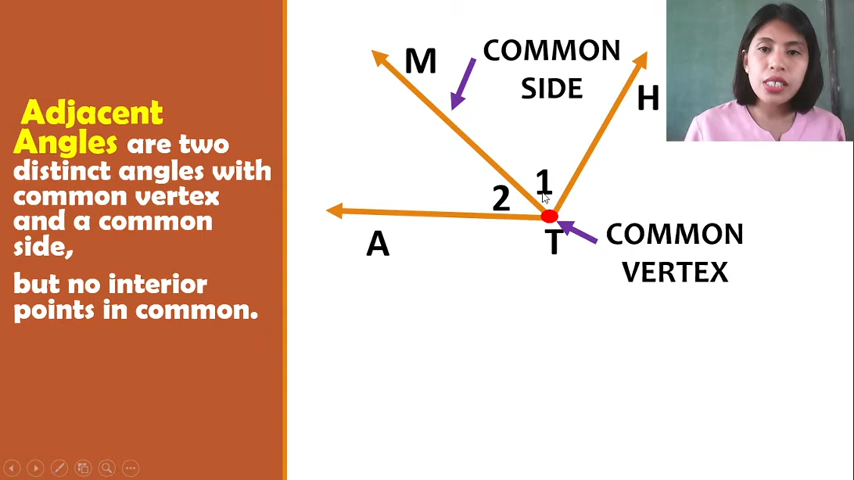 Adjacent
Angles are two
distinct angles with
common vertex
and a common
side,
but no interior
points in common.
M
COMMON
SIDE
H
1
2
A
T
COMMON
VERTEX